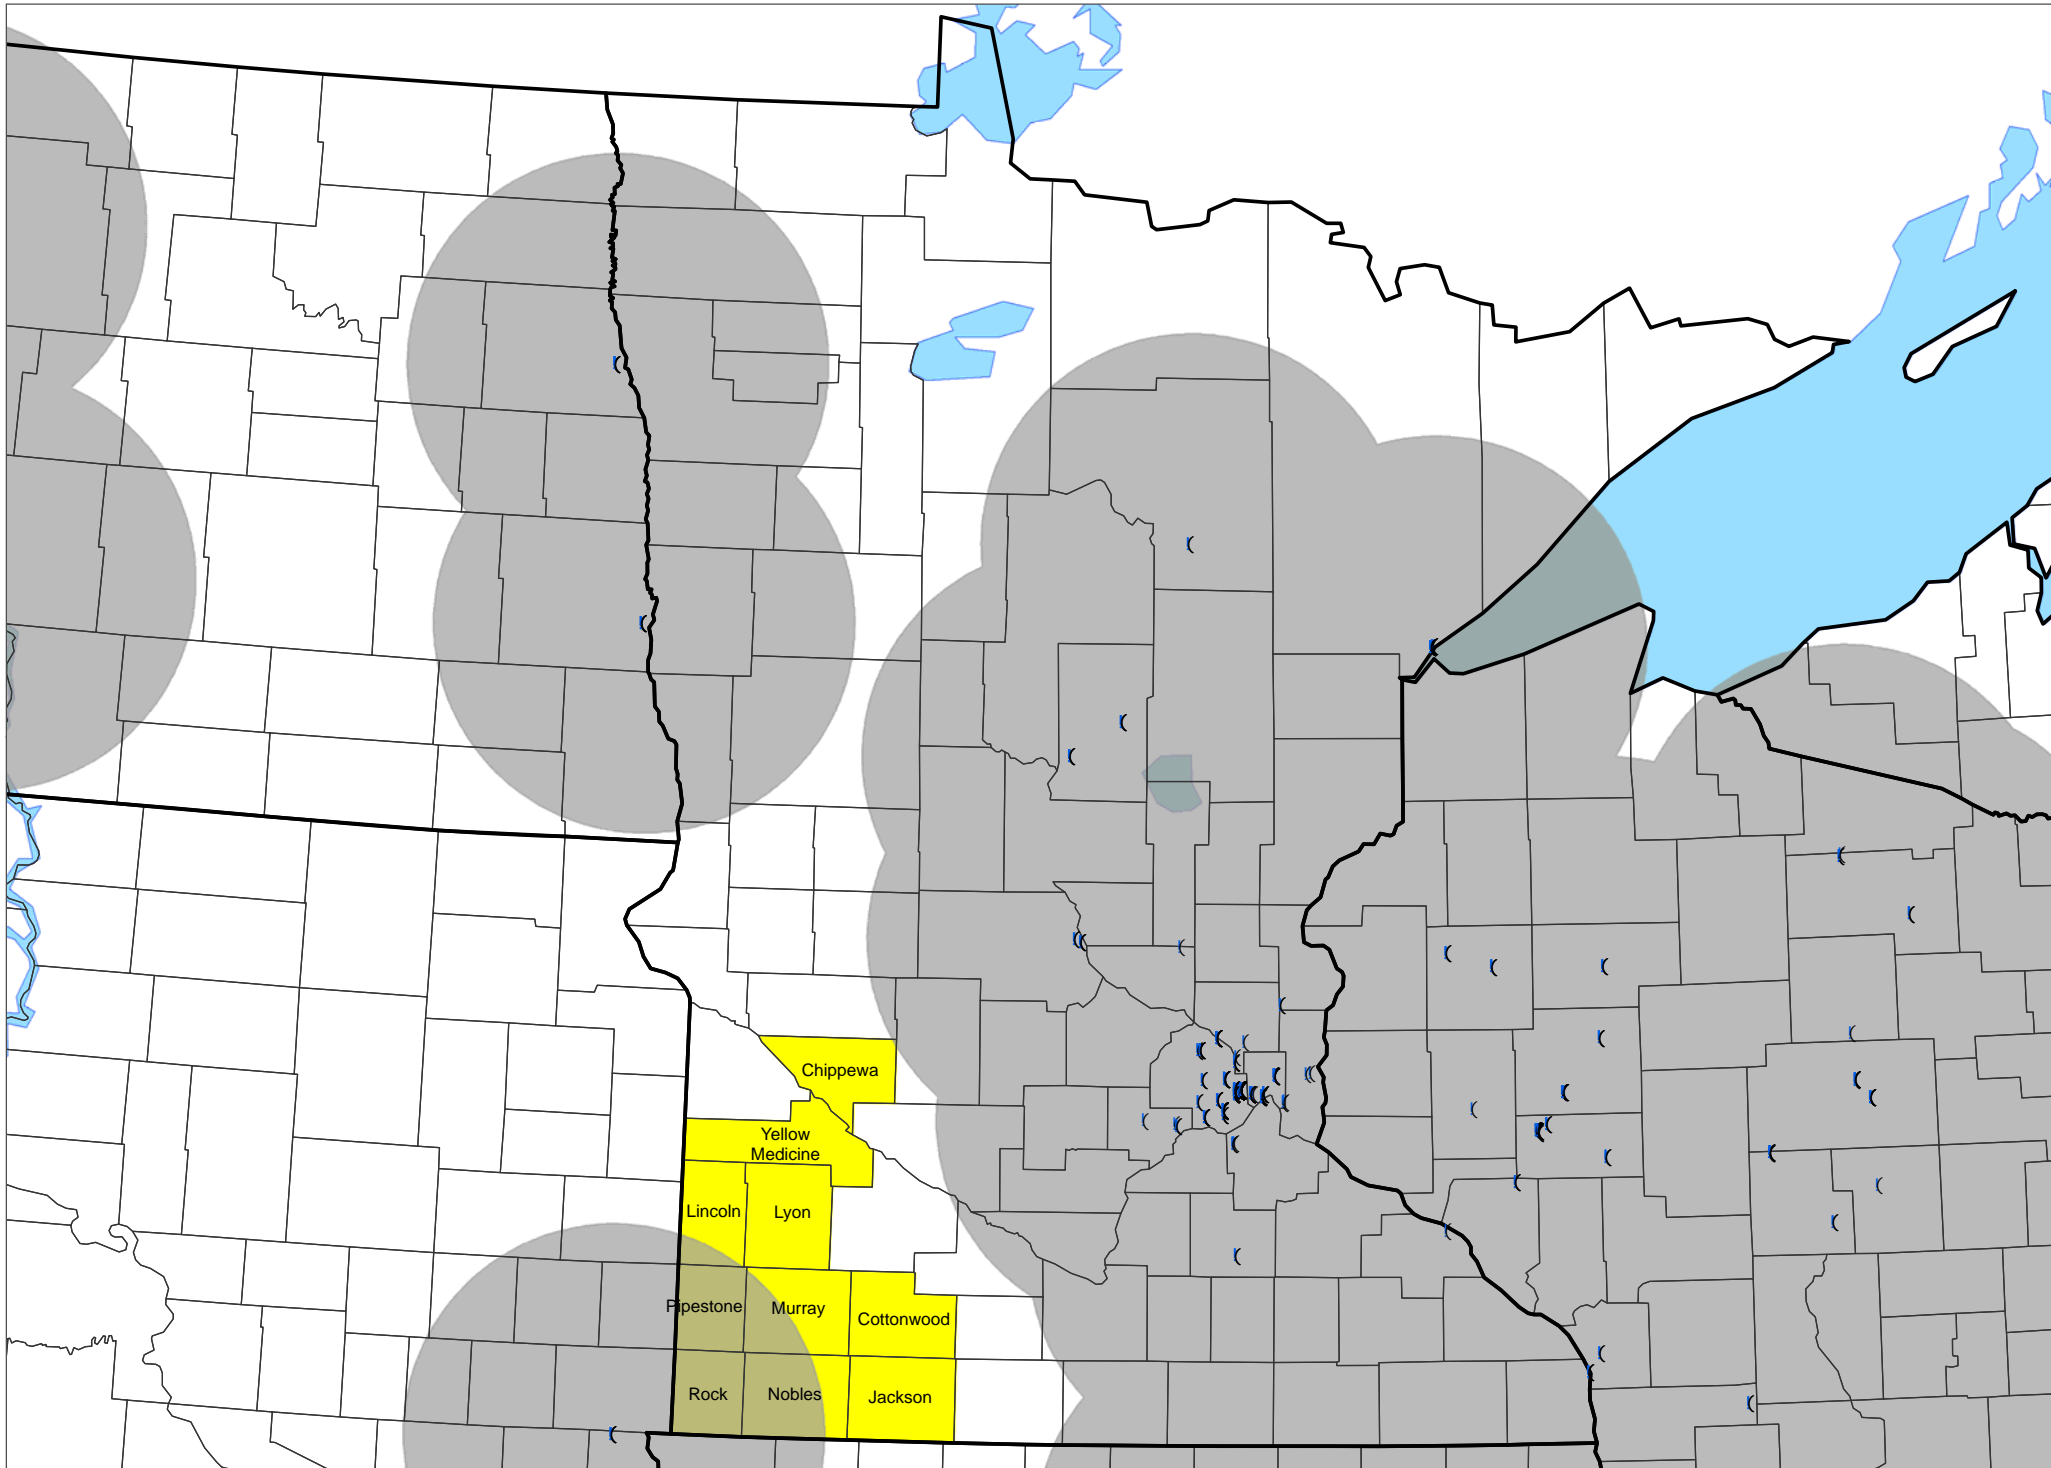 Chippewa
Yellow
Medicine
Lincoln
Lyon
Pipestone
Murray
Cottonwood
Rock
Nobles
Jackson